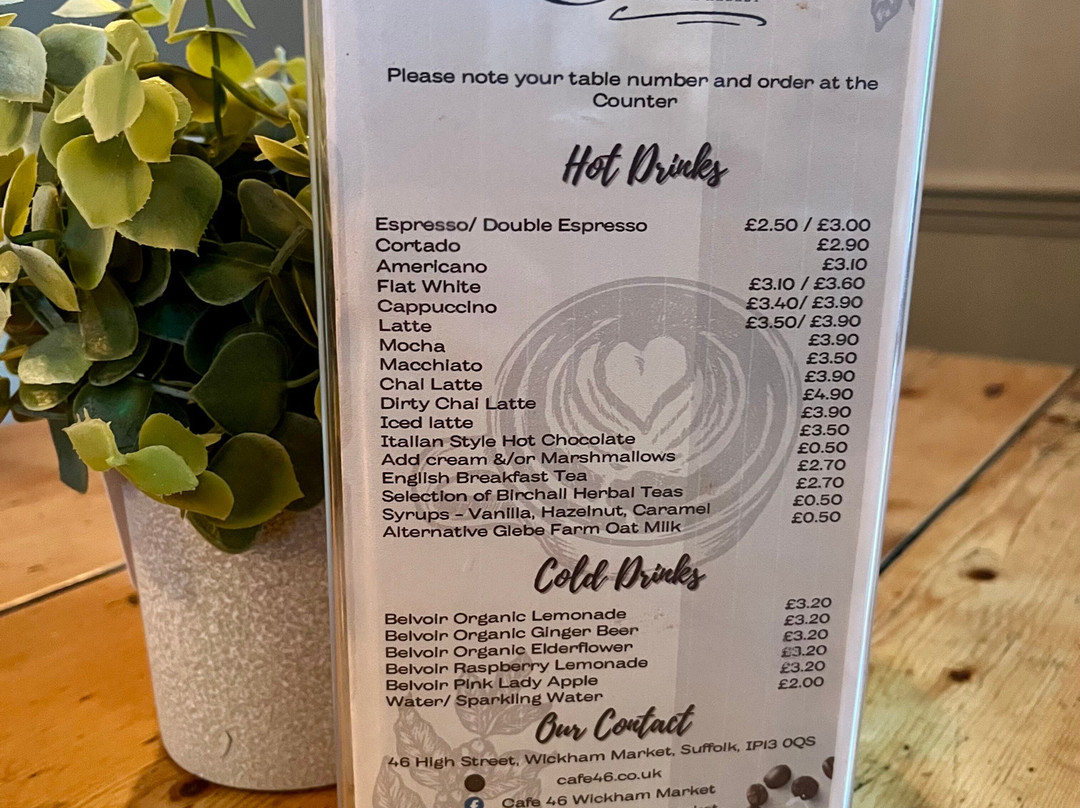 Please note your table number and order at the
Counter
Hot Drinks
Espresso/ Double Espresso £2.50 / £3.00
Cortado £2.90
Americano £3.10
Flat White £3.10 / £3.60
Cappuccino £3.40/ £3.90
Latte £3.50/ £3.90
Mocha £3.90
Macchiato £3.50
Chai Latte £3.90
Dirty Chai Latte £4.90
Iced latte £3.90
Italian Style Hot Chocolate £3.50
Add cream &/or Marshmallows £0.50
English Breakfast Tea £2.70
Selection of Birchall Herbal Teas £2.70
Syrups - Vanilla, Hazelnut, Caramel £0.50
Alternative Glebe Farm Oat Milk £0.50
Cold Drinks
Belvoir Organic Lemonade £3.20
Belvoir Organic Ginger Beer £3.20
Belvoir Organic Elderflower £3.20
Belvoir Raspberry Lemonade £3.20
Belvoir Pink Lady Apple £3.20
Water/ Sparkling Water £2.00
Our Contact
46 High Street, Wickham Market, Suffolk, IP13 0QS
cafe46.co.uk
Cafe 46 Wickham Market